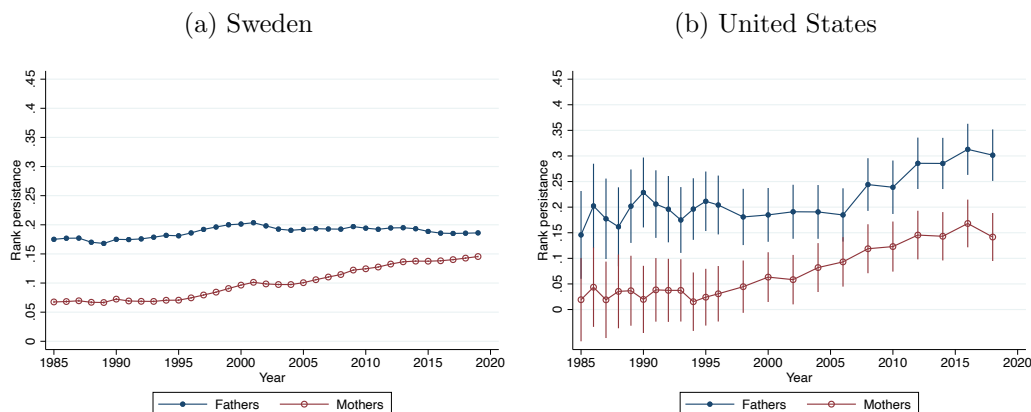 (a) Sweden
(b) United States
Rank persistance
.45
.4
.35
.3
.25
.2
.15
.1
.05
0
1985 1990 1995 2000 2005 2010 2015 2020
Year
Fathers Mothers
Rank persistance
.45
.4
.35
.3
.25
.2
.15
.1
.05
0
1985 1990 1995 2000 2005 2010 2015 2020
Year
Fathers Mothers